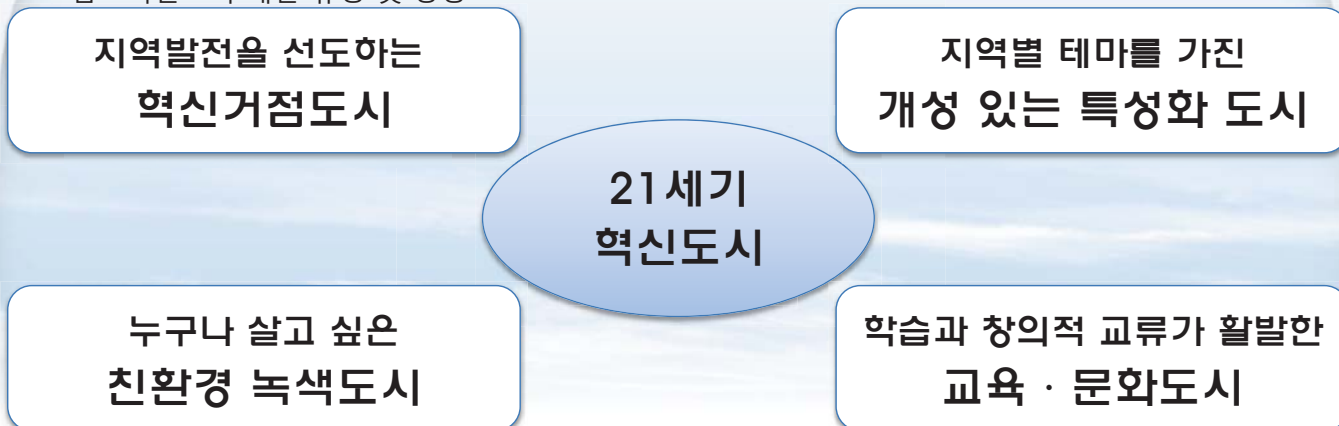 지역발전을 선도하는
혁신거점도시
지역별 테마를 가진
개성 있는 특성화 도시
21세기
혁신도시
누구나 살고 싶은
친환경 녹색도시
학습과 창의적 교류가 활발한
교육 · 문화도시